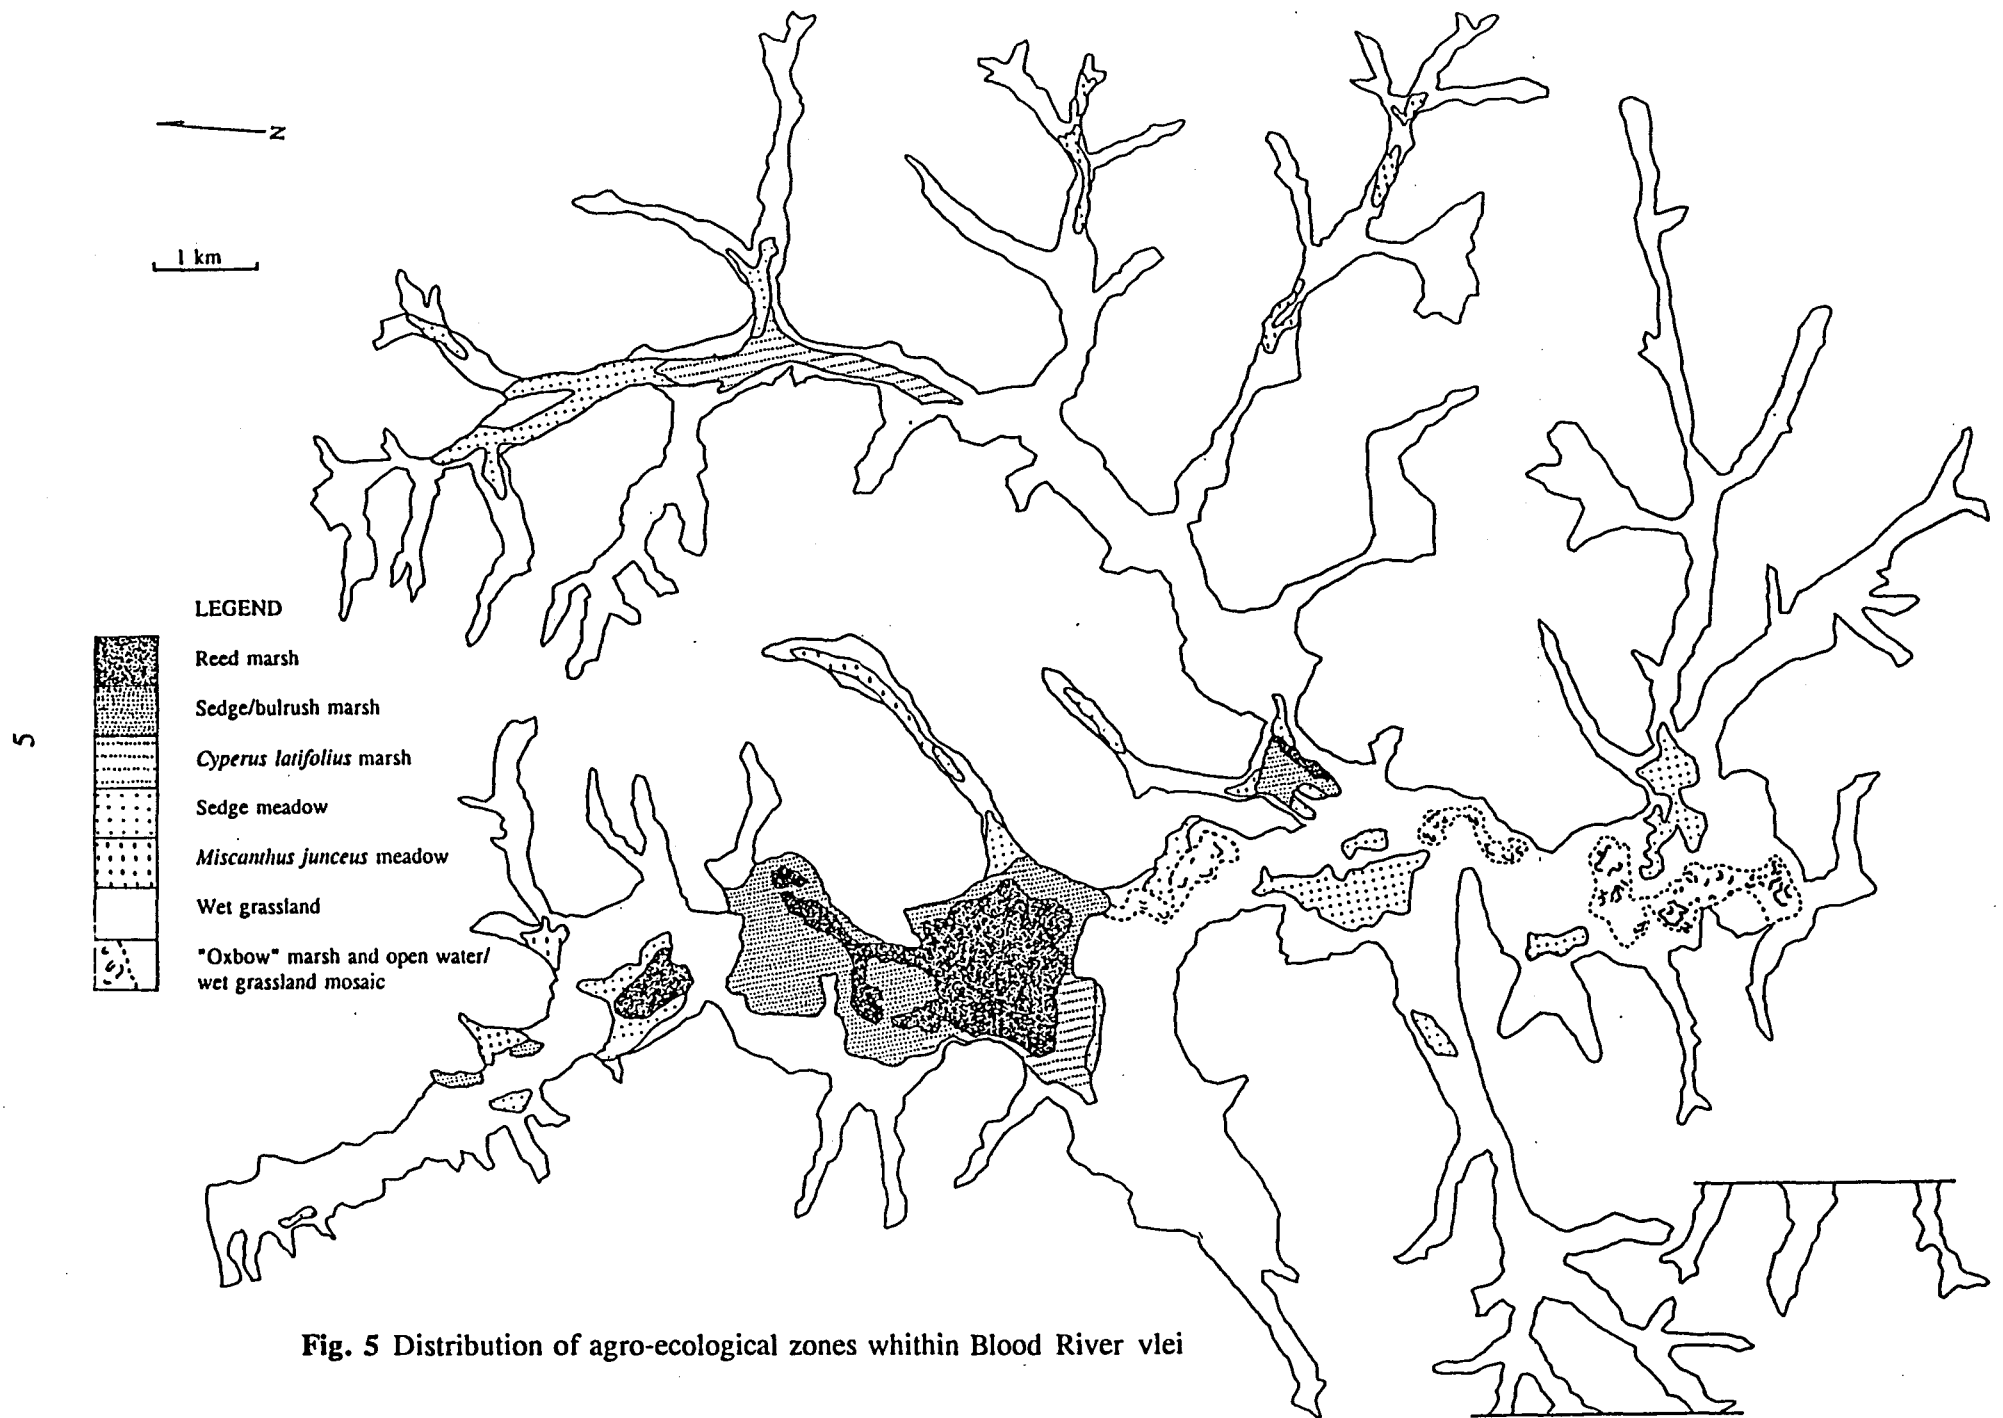 N
1 km
LEGEND
Reed marsh
Sedge/bulrush marsh
Cyperus latifolius marsh
Sedge meadow
Miscanthus junceus meadow
Wet grassland
"Oxbow" marsh and open water/
wet grassland mosaic
5
Fig. 5 Distribution of agro-ecological zones whithin Blood River vlei